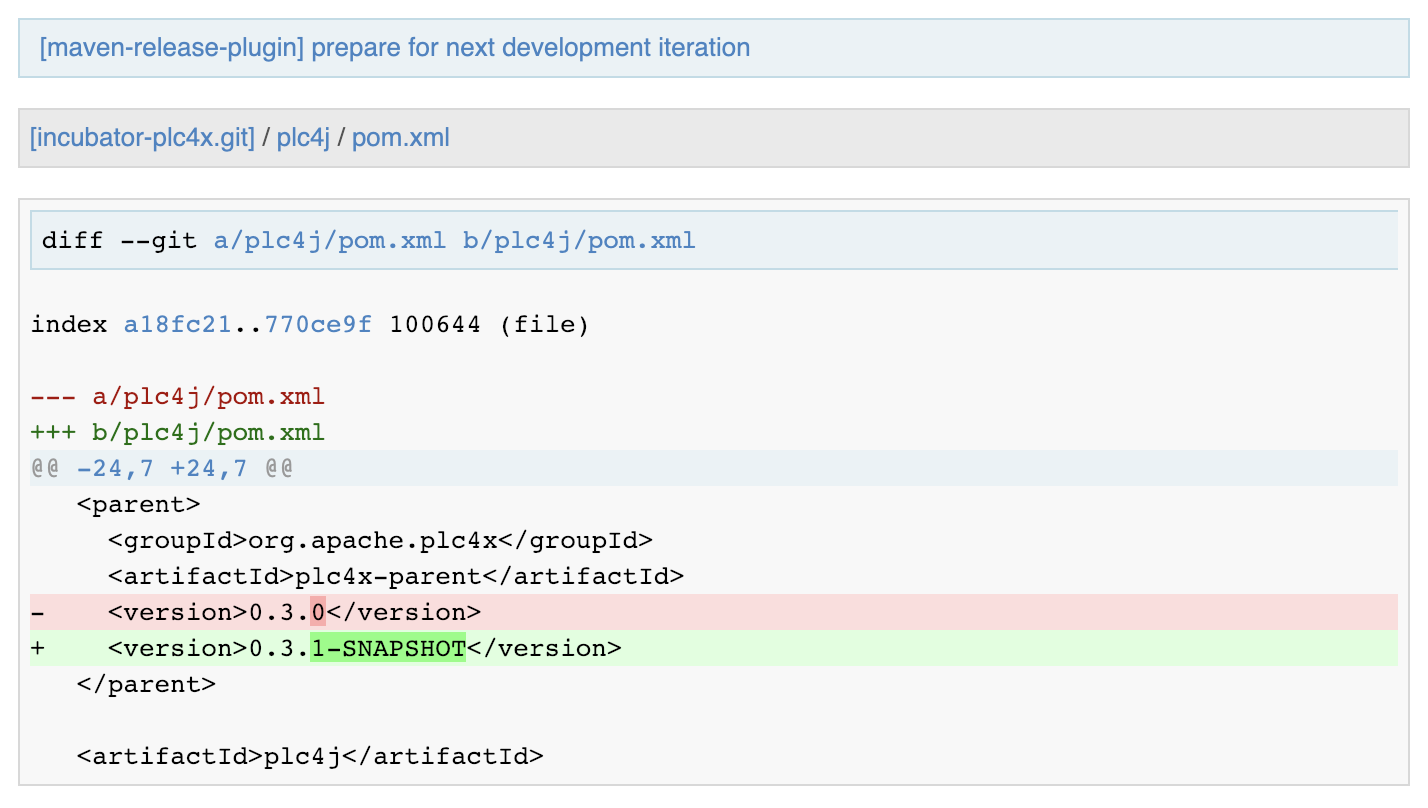 [maven-release-plugin] prepare for next development iteration
[incubator-plc4x.git] / plc4j / pom.xml
diff --git a/plc4j/pom.xml b/plc4j/pom.xml
index a18fc21..770ce9f 100644 (file)
--- a/plc4j/pom.xml
+++ b/plc4j/pom.xml
@@ -24,7 +24,7 @@
   <parent>
     <groupId>org.apache.plc4x</groupId>
     <artifactId>plc4x-parent</artifactId>
-    <version>0.3.0</version>
+    <version>0.3.1-SNAPSHOT</version>
   </parent>
   <artifactId>plc4j</artifactId>